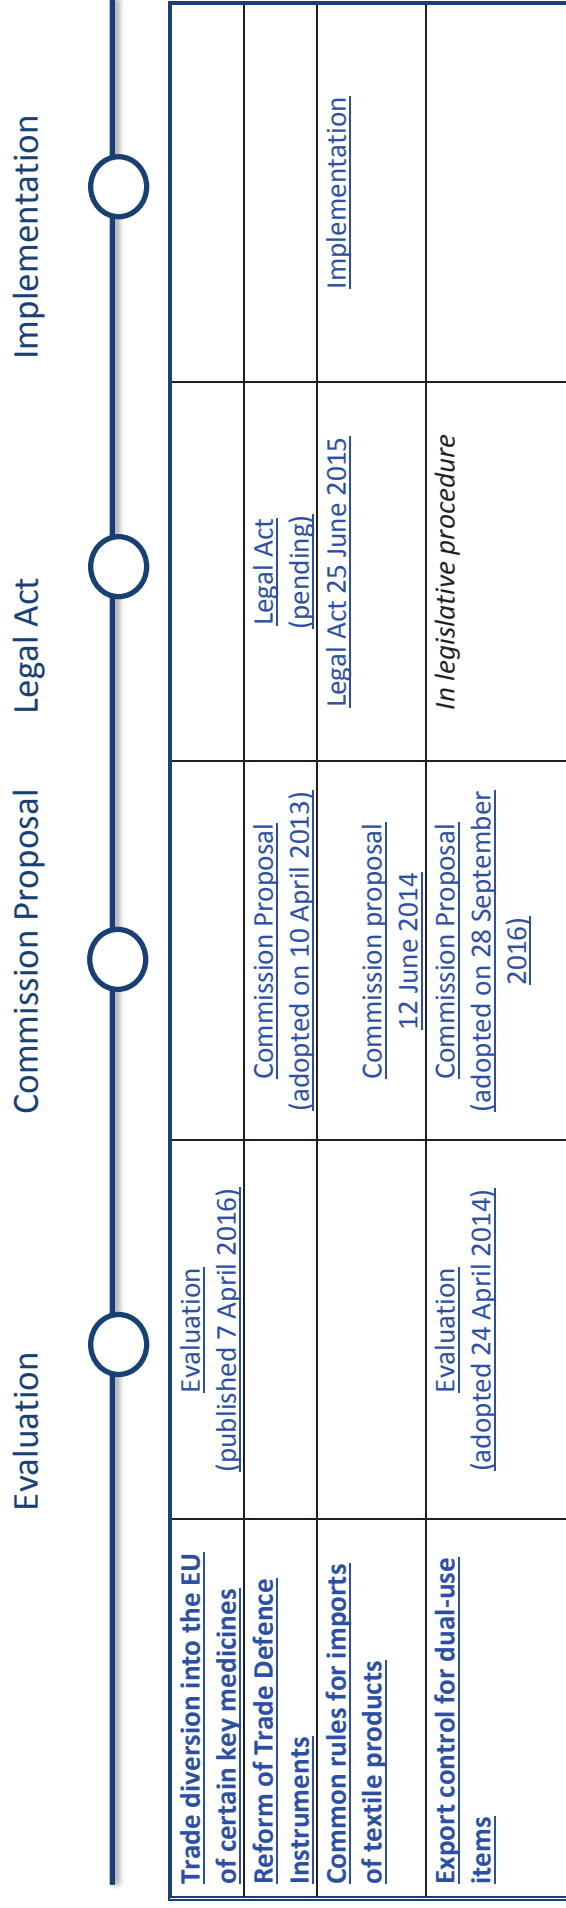 Evaluation
Commission Proposal
Legal Act
Implementation
Trade diversion into the EU
of certain key medicines
Evaluation
(published 7 April 2016)
Reform of Trade Defence
Instruments
Commission Proposal
(adopted on 10 April 2013)
Legal Act
(pending)
Common rules for imports
of textile products
Commission proposal
12 June 2014
Legal Act 25 June 2015
Implementation
Export control for dual-use
items
Evaluation
(adopted 24 April 2014)
Commission Proposal
(adopted on 28 September
2016)
In legislative procedure